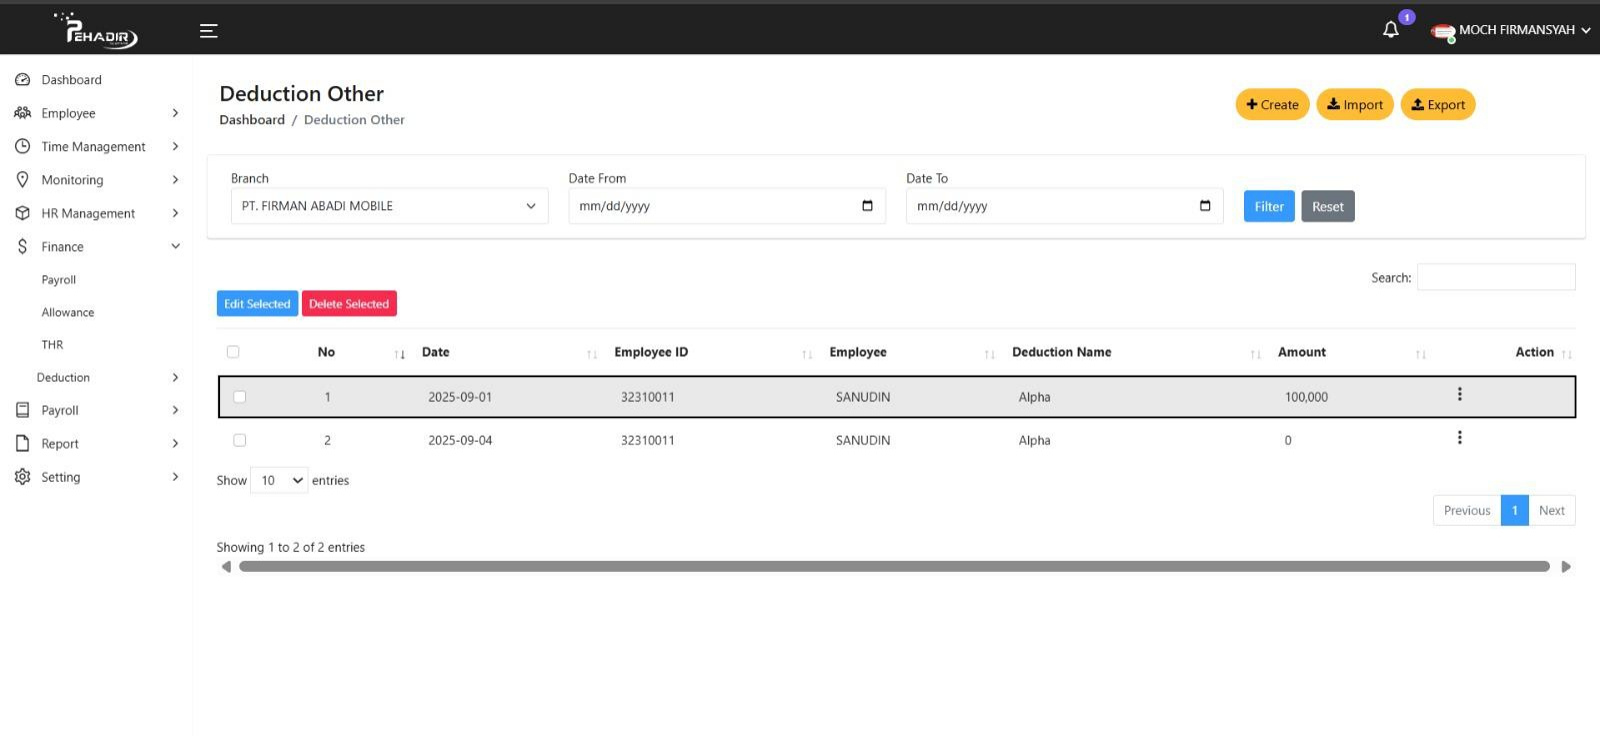 PEHADIR
1
MOCH FIRMANSYAH
Dashboard
Employee
Time Management
Monitoring
HR Management
Finance
Payroll
Allowance
THR
Deduction
Payroll
Report
Setting
Deduction Other
Dashboard / Deduction Other
Create
Import
Export
Branch
Date From
Date To
PT. FIRMAN ABADI MOBILE
mm/dd/yyyy
mm/dd/yyyy
Filter
Reset
Search:
Edit Selected
Delete Selected
No Date Employee ID Employee Deduction Name Amount Action
1 2025-09-01 32310011 SANUDIN Alpha 100,000
2 2025-09-04 32310011 SANUDIN Alpha 0
Show 10 entries
Previous 1 Next
Showing 1 to 2 of 2 entries